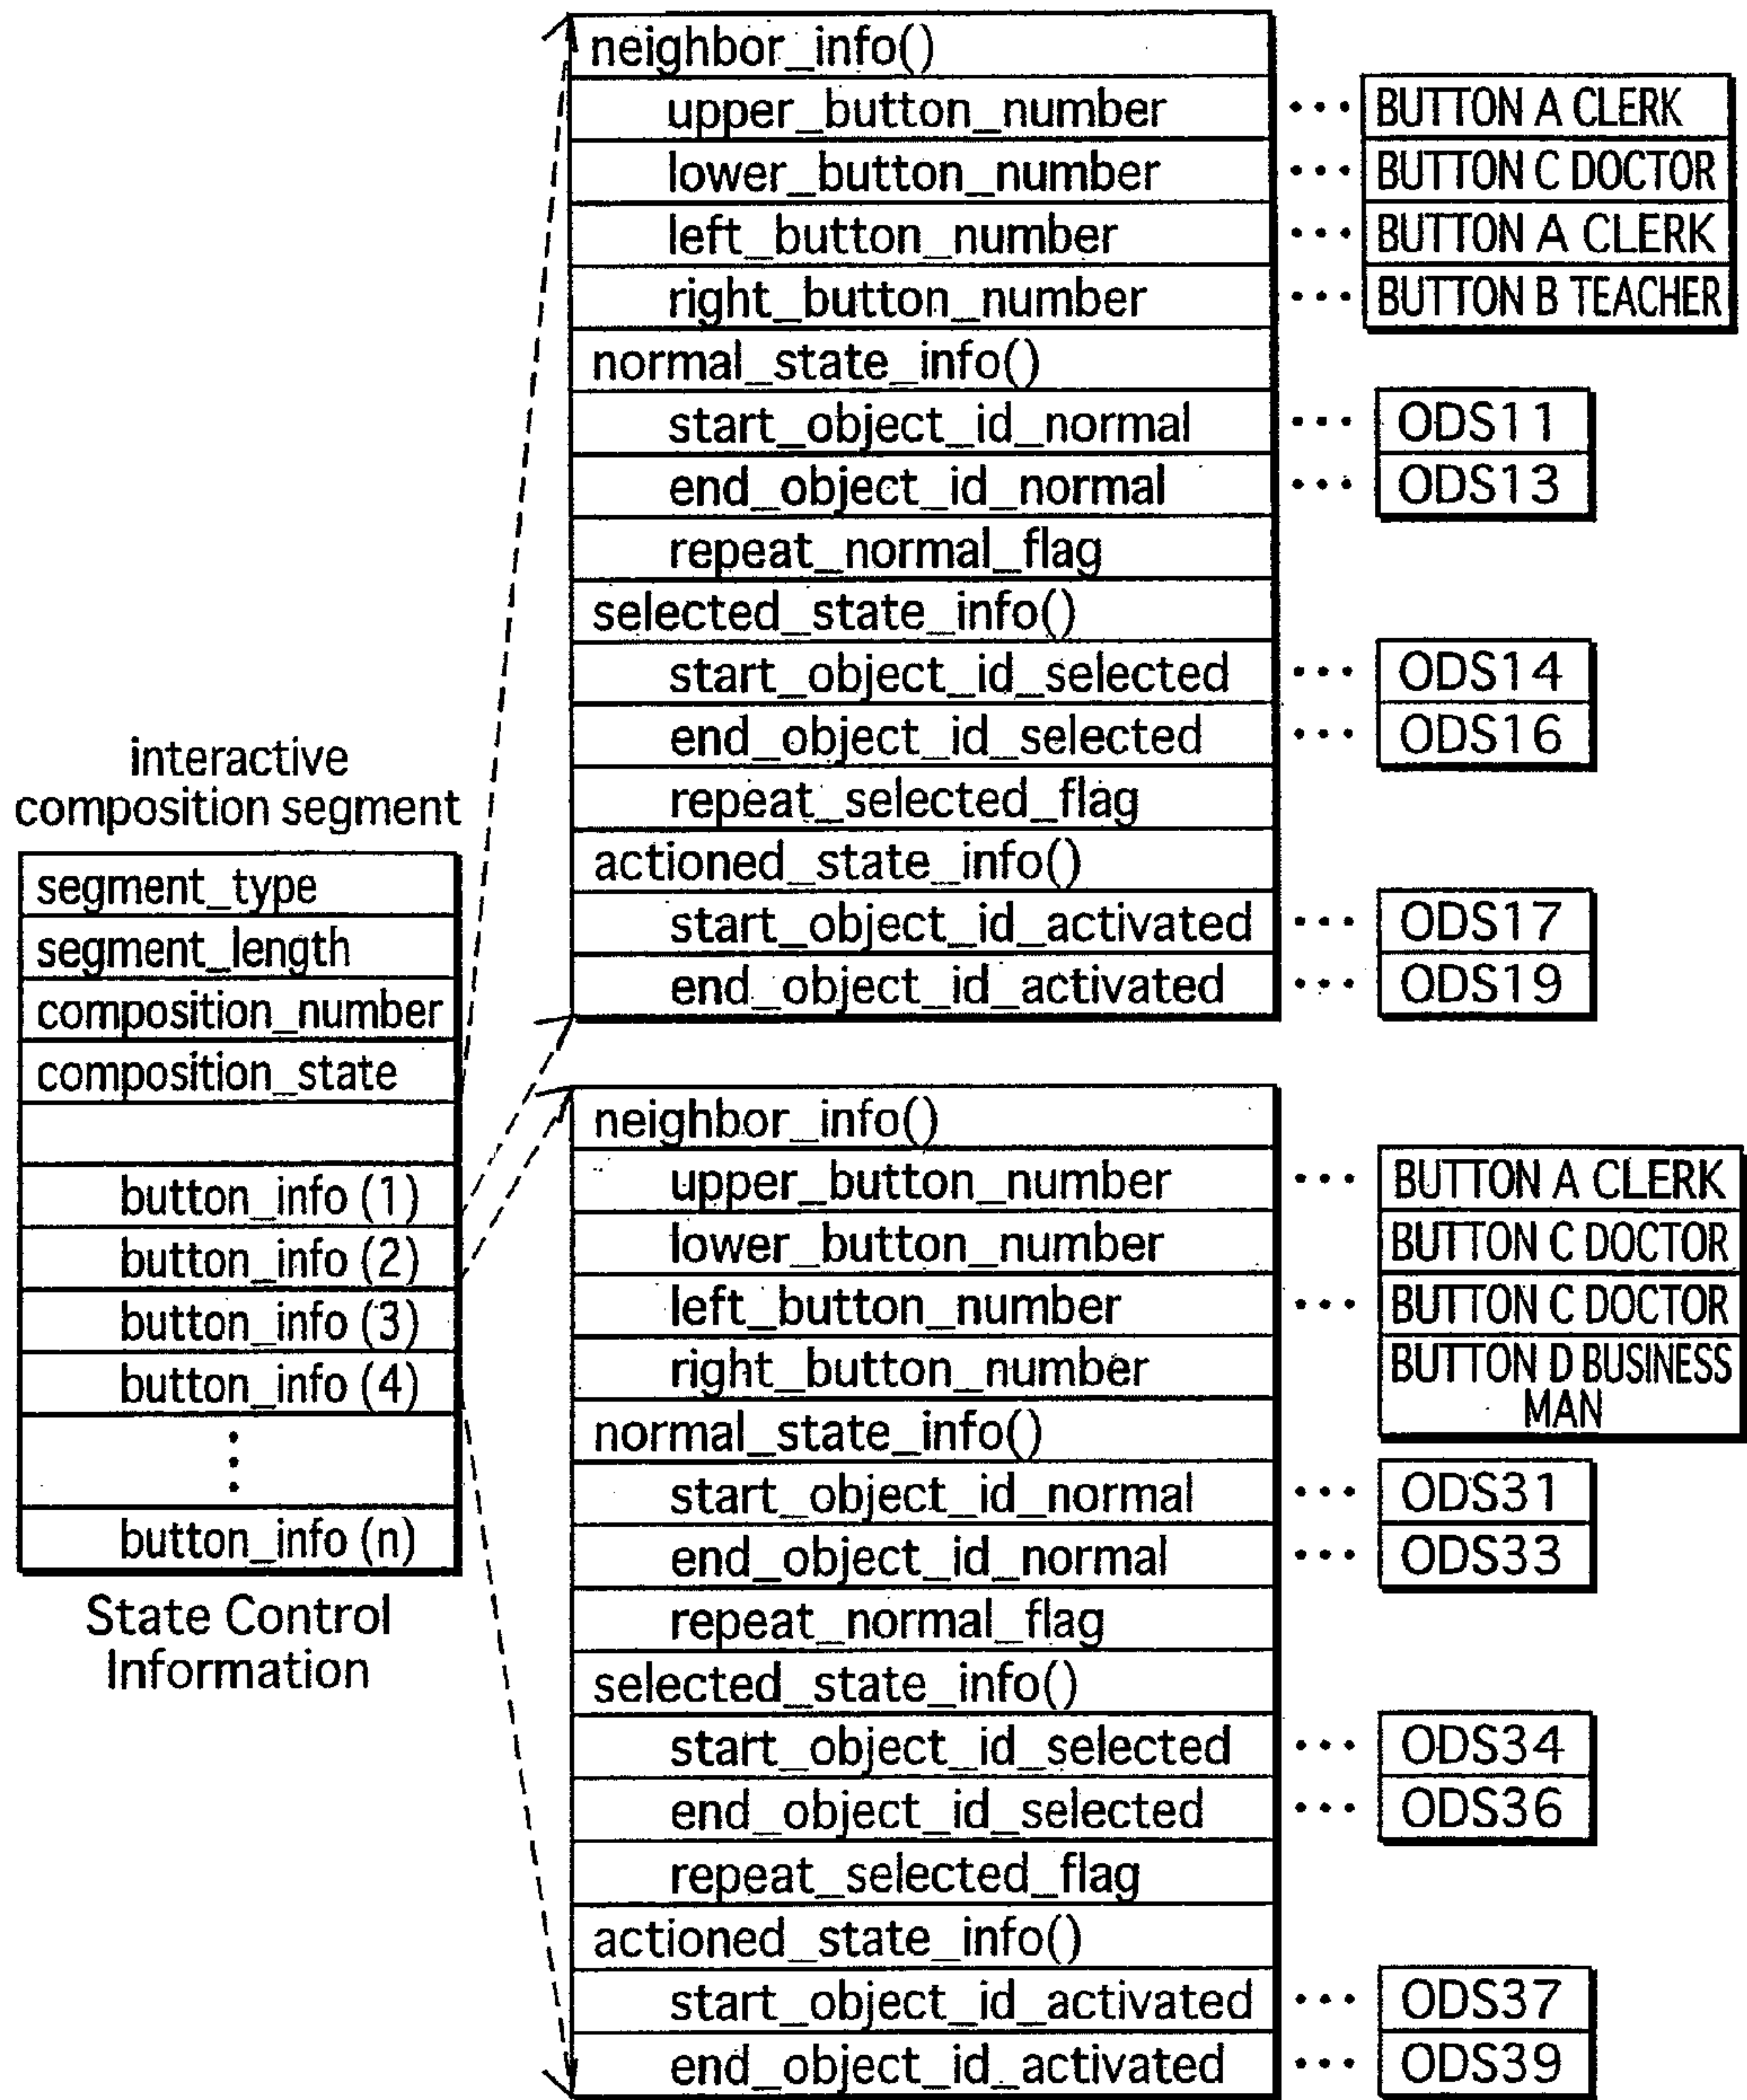 interactive
composition segment
segment_type
segment_length
composition_number
composition_state
button_info (1)
button_info (2)
button_info (3)
button_info (4)
⋮
button_info (n)
State Control
Information
neighbor_info()
upper_button_number ··· BUTTON A CLERK
lower_button_number ··· BUTTON C DOCTOR
left_button_number ··· BUTTON A CLERK
right_button_number ··· BUTTON B TEACHER
normal_state_info()
start_object_id_normal ··· ODS11
end_object_id_normal ··· ODS13
repeat_normal_flag
selected_state_info()
start_object_id_selected ··· ODS14
end_object_id_selected ··· ODS16
repeat_selected_flag
actioned_state_info()
start_object_id_activated ··· ODS17
end_object_id_activated ··· ODS19
neighbor_info()
upper_button_number ··· BUTTON A CLERK
lower_button_number BUTTON C DOCTOR
left_button_number ··· BUTTON C DOCTOR
right_button_number BUTTON D BUSINESS
MAN
normal_state_info()
start_object_id_normal ··· ODS31
end_object_id_normal ··· ODS33
repeat_normal_flag
selected_state_info()
start_object_id_selected ··· ODS34
end_object_id_selected ··· ODS36
repeat_selected_flag
actioned_state_info()
start_object_id_activated ··· ODS37
end_object_id_activated ··· ODS39